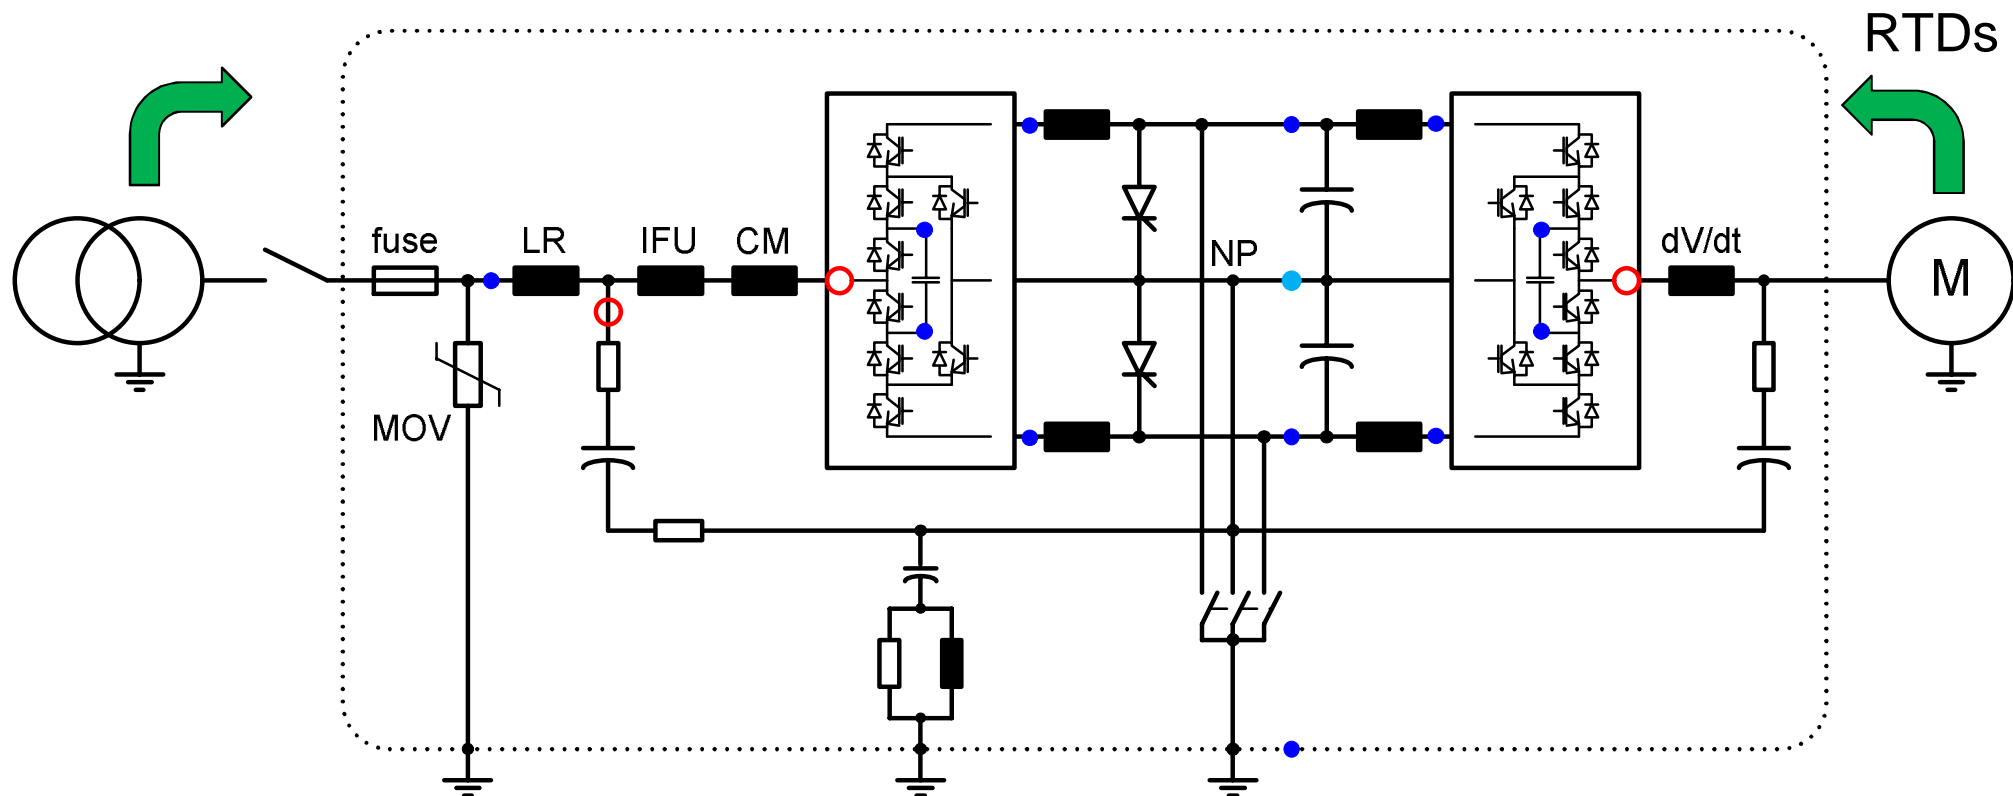 RTDs
fuse
LR
IFU
CM
NP
dV/dt
M
MOV